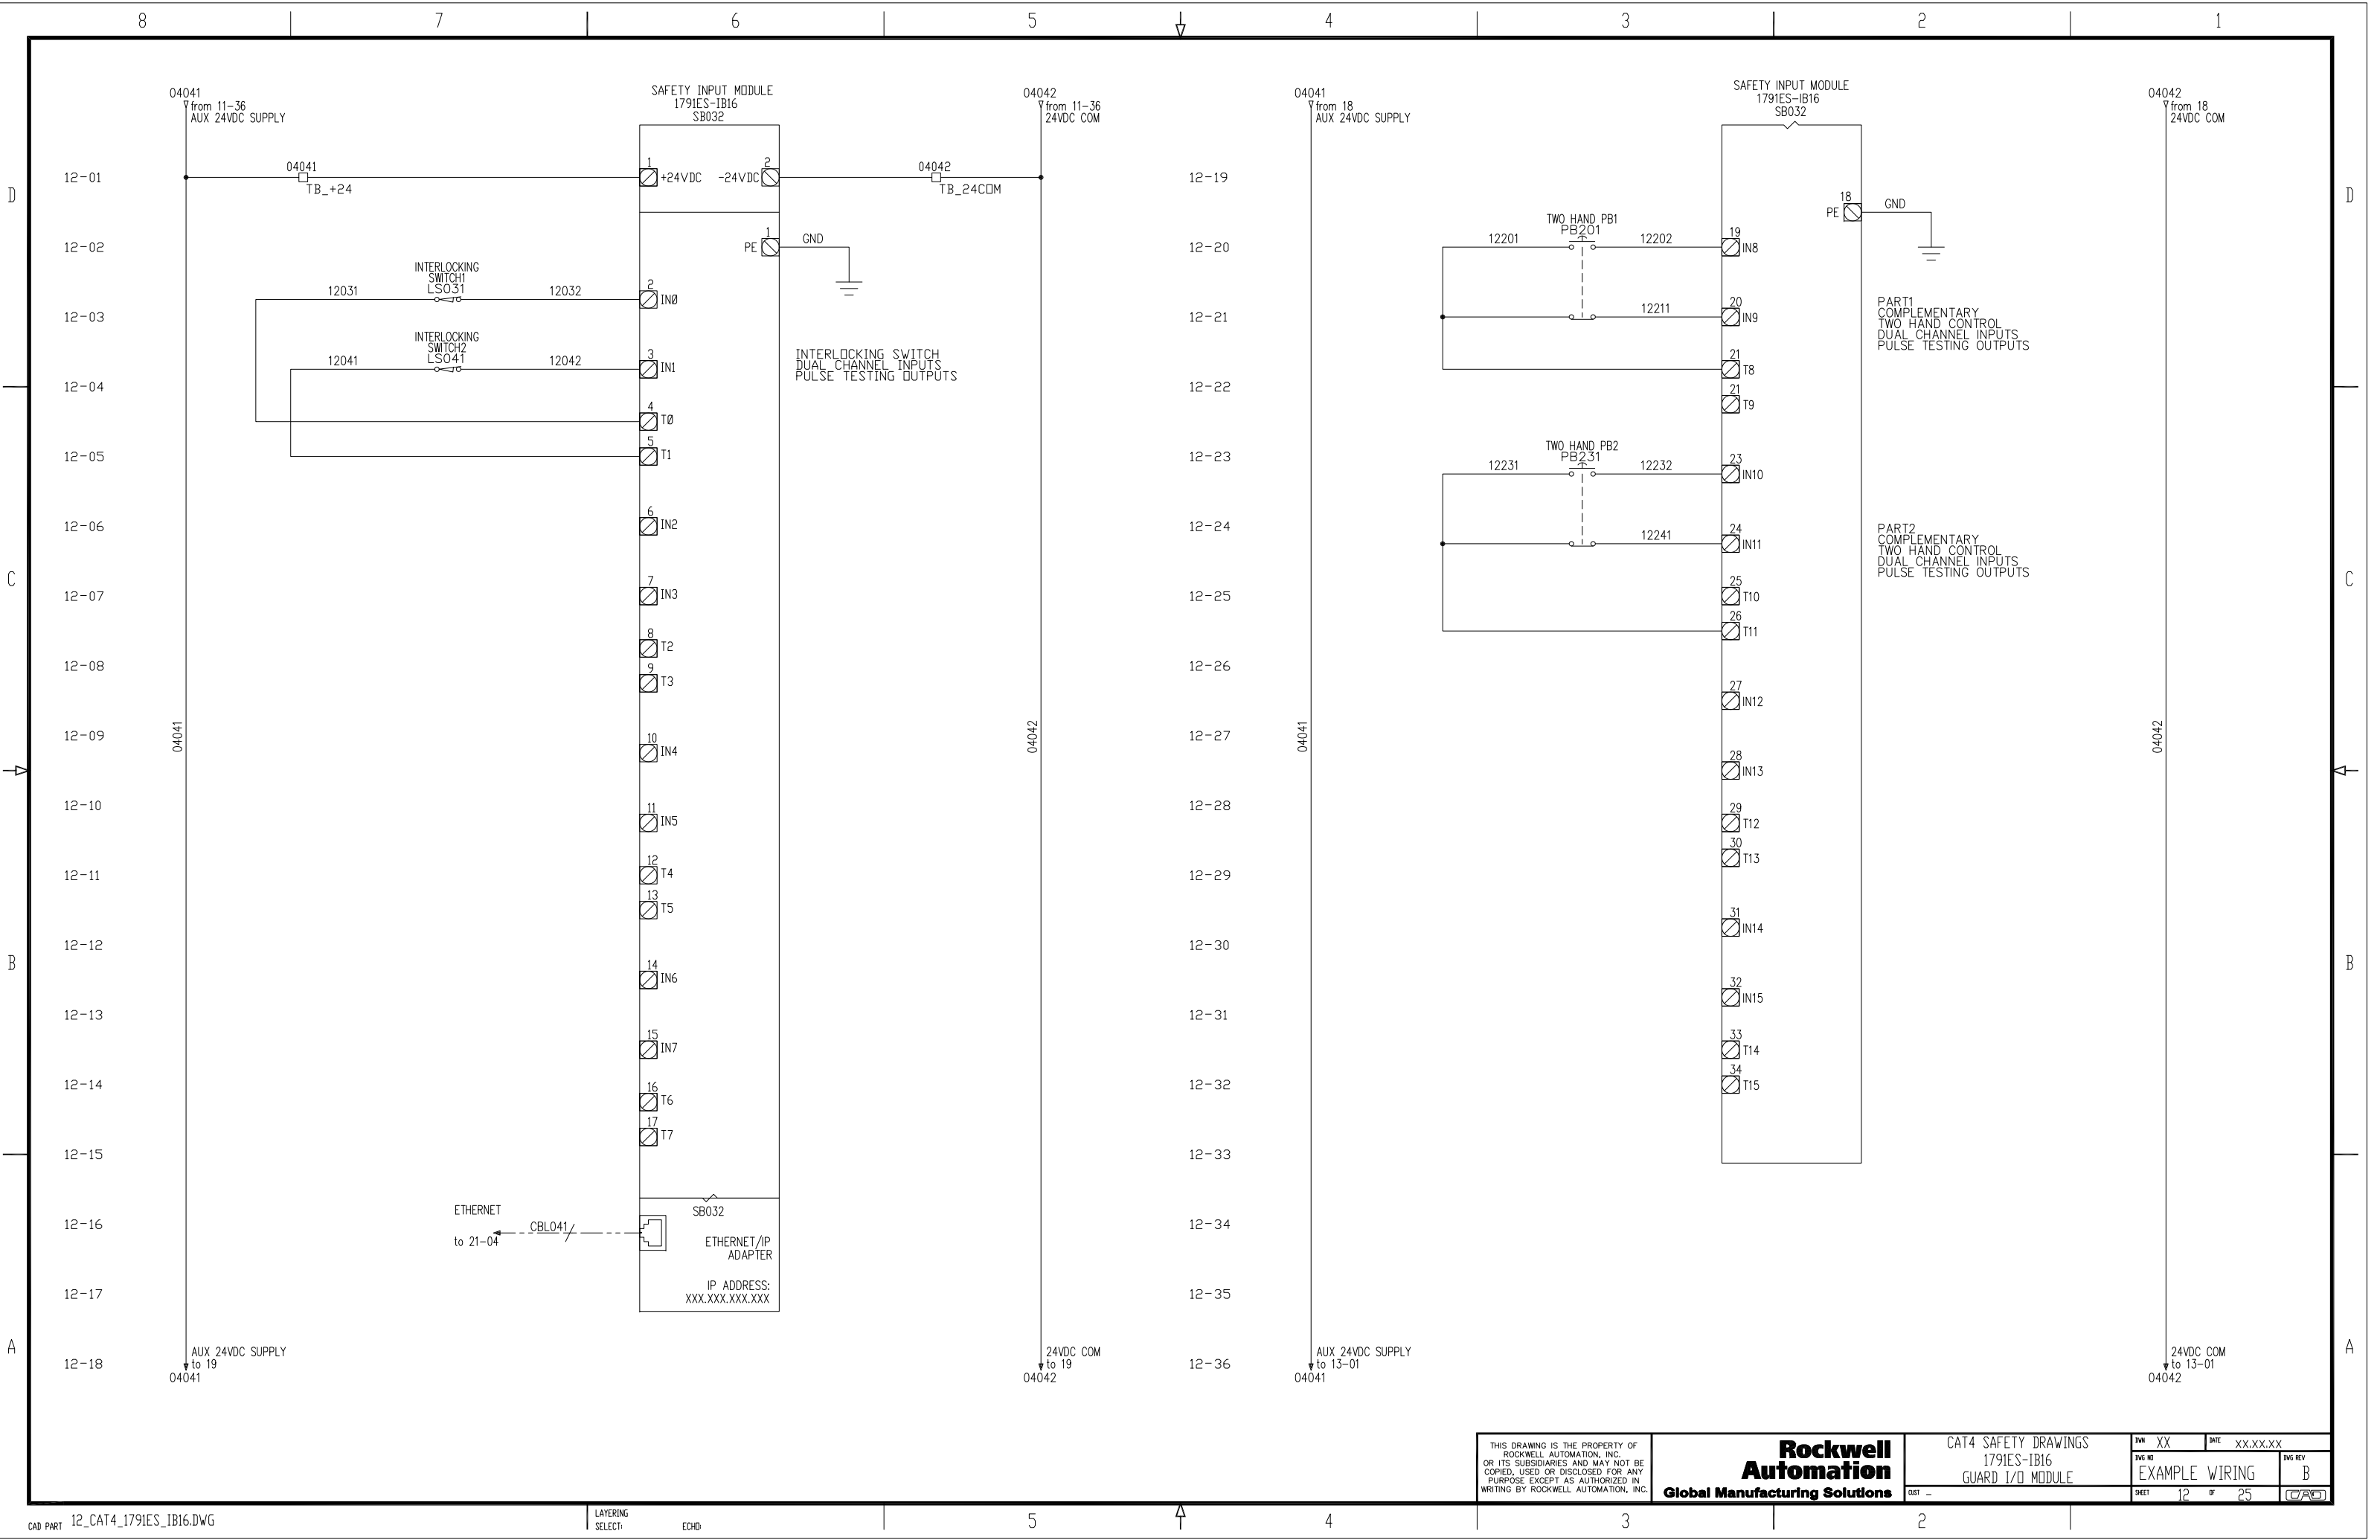 8 7 6 5 4 3 2 1
D
C
B
A
04041
from 11-36
AUX 24VDC SUPPLY
SAFETY INPUT MODULE
1791ES-IB16
SB032
04042
from 11-36
24VDC COM
12-01
04041
TB_+24
1
+24VDC
2
-24VDC
04042
TB_24COM
12-02
1
PE
GND
INTERLOCKING
SWITCH1
LS031
12031
12032
2
IN0
12-03
INTERLOCKING
SWITCH2
LS041
12041
12042
3
IN1
INTERLOCKING SWITCH
DUAL CHANNEL INPUTS
PULSE TESTING OUTPUTS
12-04
4
T0
12-05
5
T1
12-06
6
IN2
12-07
7
IN3
8
T2
12-08
9
T3
12-09
04041
04042
10
IN4
12-10
11
IN5
12-11
12
T4
13
T5
12-12
14
IN6
12-13
15
IN7
12-14
16
T6
17
T7
12-15
SB032
12-16
ETHERNET
to 21-04
CBL041
ETHERNET/IP
ADAPTER
12-17
IP ADDRESS:
XXX.XXX.XXX.XXX
12-18
AUX 24VDC SUPPLY
to 19
04041
24VDC COM
to 19
04042
04041
from 18
AUX 24VDC SUPPLY
SAFETY INPUT MODULE
1791ES-IB16
SB032
04042
from 18
24VDC COM
12-19
18
PE
GND
12-20
TWO HAND PB1
PB201
12201
12202
19
IN8
12-21
12211
20
IN9
PART1
COMPLEMENTARY
TWO HAND CONTROL
DUAL CHANNEL INPUTS
PULSE TESTING OUTPUTS
21
T8
12-22
21
T9
12-23
TWO HAND PB2
PB231
12231
12232
23
IN10
12-24
12241
24
IN11
PART2
COMPLEMENTARY
TWO HAND CONTROL
DUAL CHANNEL INPUTS
PULSE TESTING OUTPUTS
12-25
25
T10
26
T11
12-26
27
IN12
12-27
04041
04042
28
IN13
12-28
29
T12
30
T13
12-29
31
IN14
12-30
32
IN15
12-31
33
T14
12-32
34
T15
12-33
12-34
12-35
12-36
AUX 24VDC SUPPLY
to 13-01
04041
24VDC COM
to 13-01
04042
D
C
B
A
THIS DRAWING IS THE PROPERTY OF
ROCKWELL AUTOMATION, INC.
OR ITS SUBSIDIARIES AND MAY NOT BE
COPIED, USED OR DISCLOSED FOR ANY
PURPOSE EXCEPT AS AUTHORIZED IN
WRITING BY ROCKWELL AUTOMATION, INC.
Rockwell
Automation
Global Manufacturing Solutions
CAT4 SAFETY DRAWINGS
1791ES-IB16
GUARD I/O MODULE
CUST -
DWN XX
DATE XX.XX.XX
DWG NO
EXAMPLE WIRING
DWG REV
B
SHEET 12 OF 25
CAD
CAD PART 12_CAT4_1791ES_IB16.DWG
LAYERING
SELECT: ECHO:
5 4 3 2